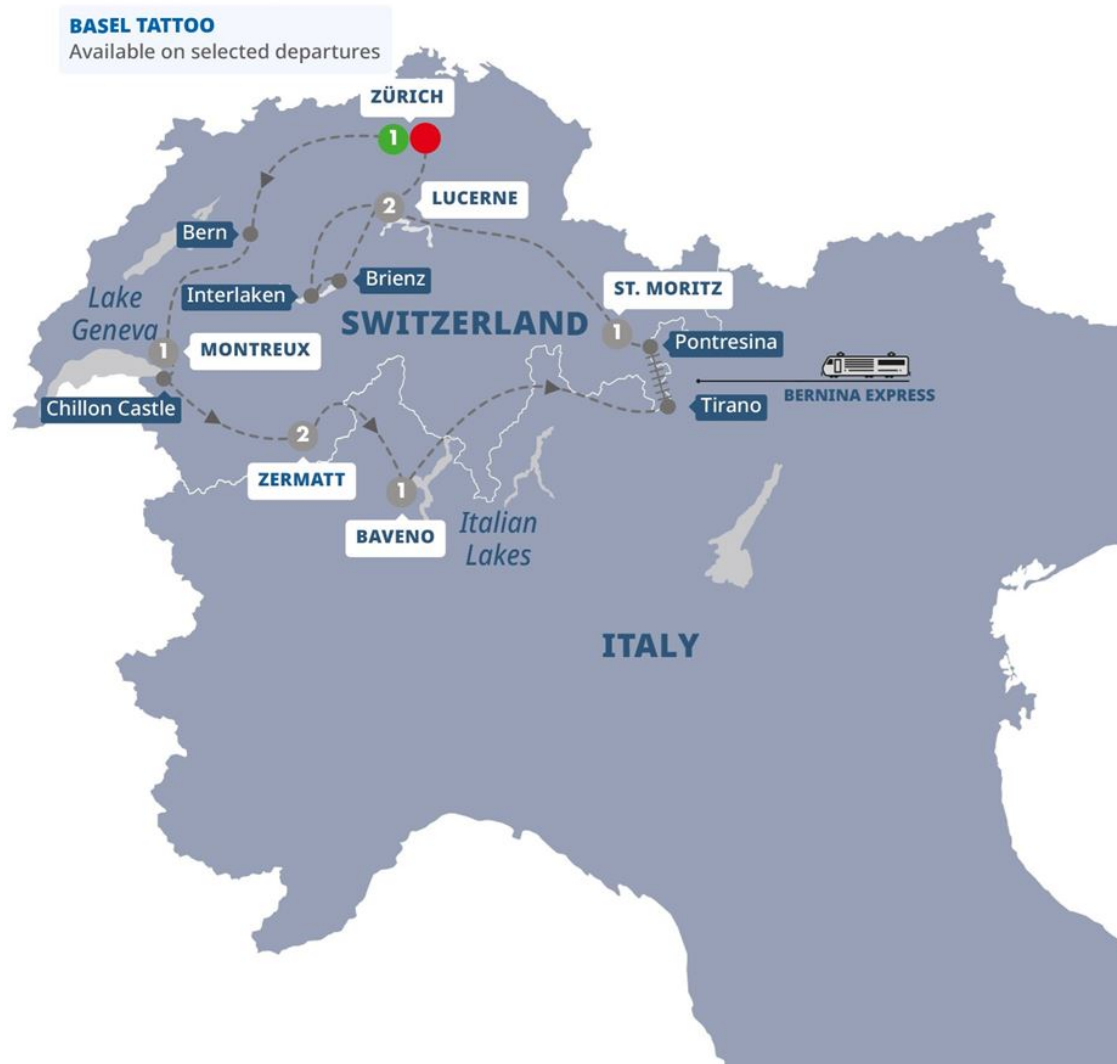 BASEL TATTOO
Available on selected departures
ZÜRICH
1
2
LUCERNE
Bern
Brienz
Interlaken
Lake
Geneva
ST. MORITZ
SWITZERLAND
1
Pontresina
1
MONTREUX
BERNINA EXPRESS
Chillon Castle
Tirano
2
ZERMATT
1
BAVENO
Italian
Lakes
ITALY